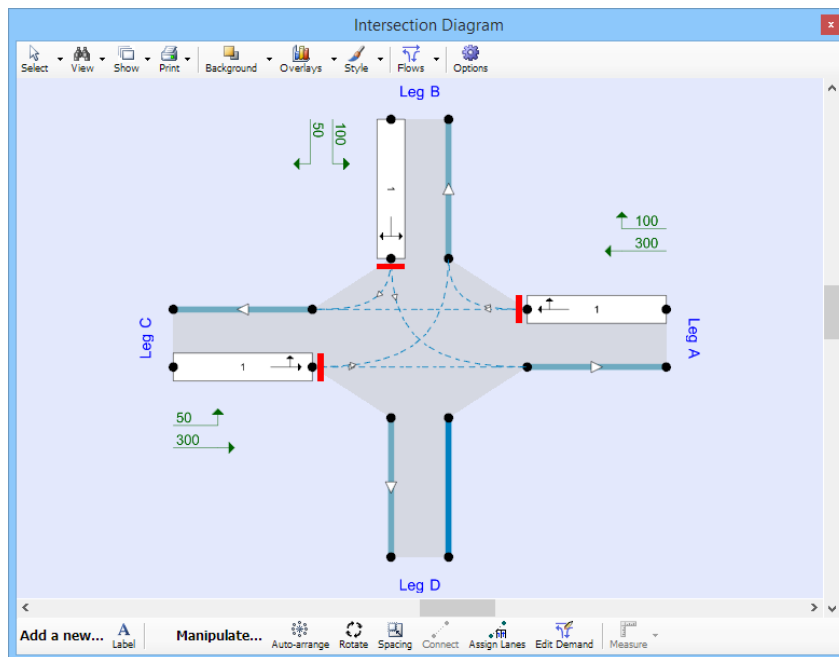 Intersection Diagram
x
Select View Show Print Background Overlays Style Flows Options
Leg B
50
100
1
100
300
Leg C
1
Leg A
1
50
300
Leg D
Add a new... A Label Manipulate... Auto-arrange Rotate Spacing Connect Assign Lanes Edit Demand Measure